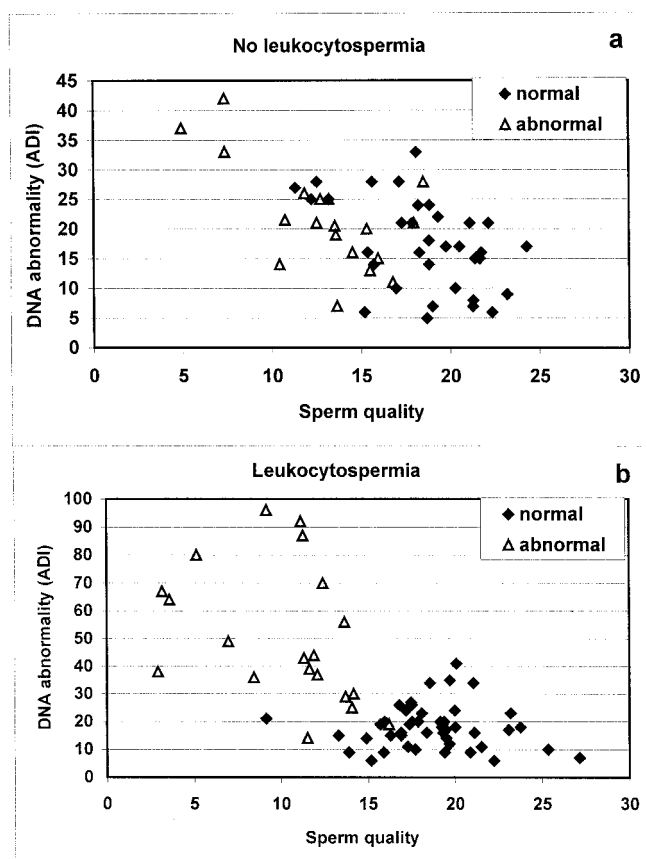 No leukocytospermia
a
normal
abnormal
DNA abnormality (ADI)
45
40
35
30
25
20
15
10
5
0
0 5 10 15 20 25 30
Sperm quality
Leukocytospermia
b
normal
abnormal
DNA abnormality (ADI)
100
90
80
70
60
50
40
30
20
10
0
0 5 10 15 20 25 30
Sperm quality